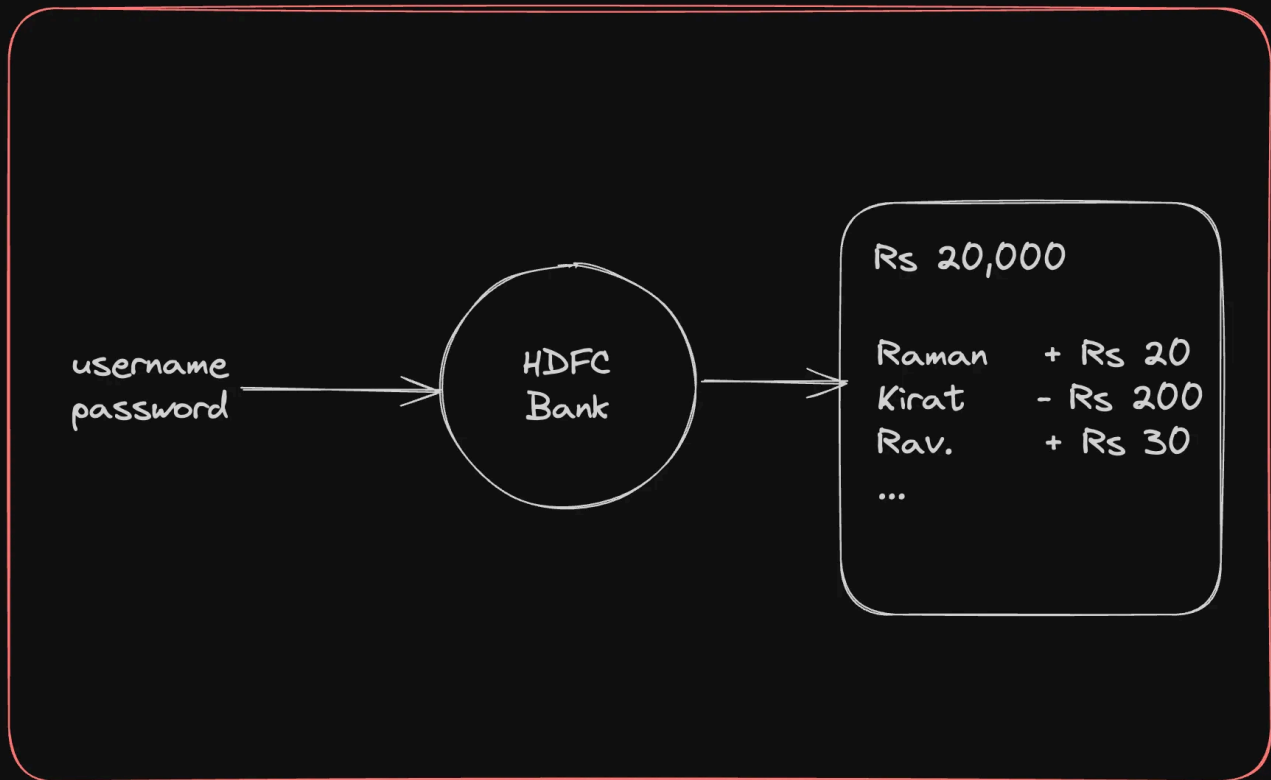 username
password
HDFC
Bank
Rs 20,000
Raman + Rs 20
Kirat - Rs 200
Rav. + Rs 30
...